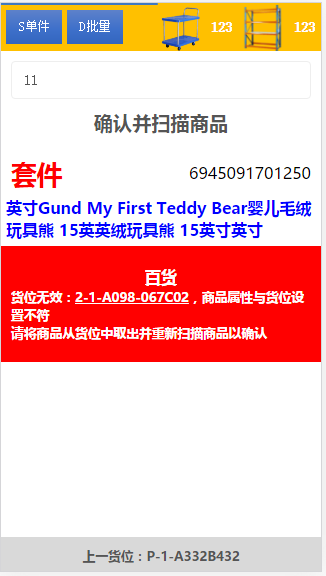 S单件 D批量 123 123
11
确认并扫描商品
套件 6945091701250
英寸Gund My First Teddy Bear婴儿毛绒
玩具熊 15英英绒玩具熊 15英寸英寸
百货
货位无效：2-1-A098-067C02，商品属性与货位设
置不符
请将商品从货位中取出并重新扫描商品以确认
上一货位：P-1-A332B432